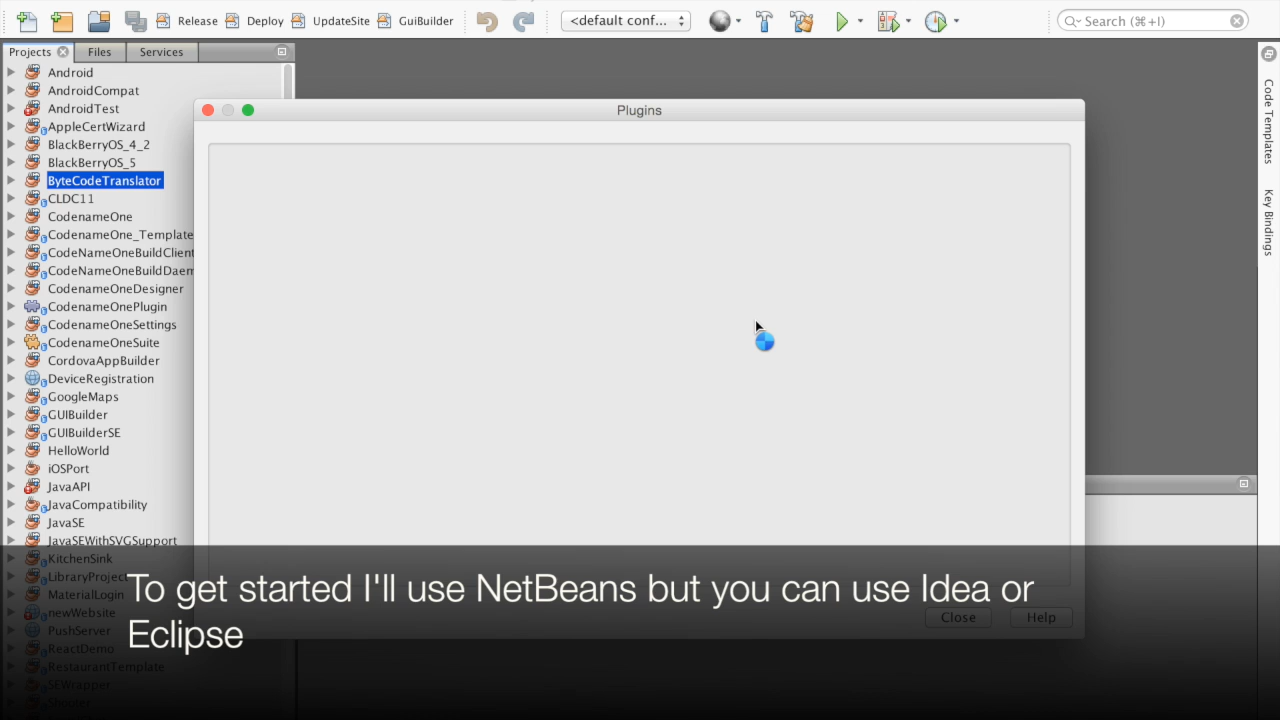 Release Deploy UpdateSite GuiBuilder <default conf... Search (⌘+I)
Projects Files Services
Plugins
Android
AndroidCompat
AndroidTest
AppleCertWizard
BlackBerryOS_4_2
BlackBerryOS_5
ByteCodeTranslator
CLDC11
CodenameOne
CodenameOne_Template
CodeNameOneBuildClient
CodeNameOneBuildDaem
CodenameOneDesigner
CodenameOnePlugin
CodenameOneSettings
CodenameOneSuite
CordovaAppBuilder
DeviceRegistration
GoogleMaps
GUIBuilder
GUIBuilderSE
HelloWorld
iOSPort
JavaAPI
JavaCompatibility
JavaSE
JavaSEWithSVGSupport
KitchenSink
LibraryProject
MaterialLogin
newWebsite
PushServer
ReactDemo
RestaurantTemplate
SEWrapper
Code Templates
Key Bindings
Close Help
To get started I'll use NetBeans but you can use Idea or
Eclipse